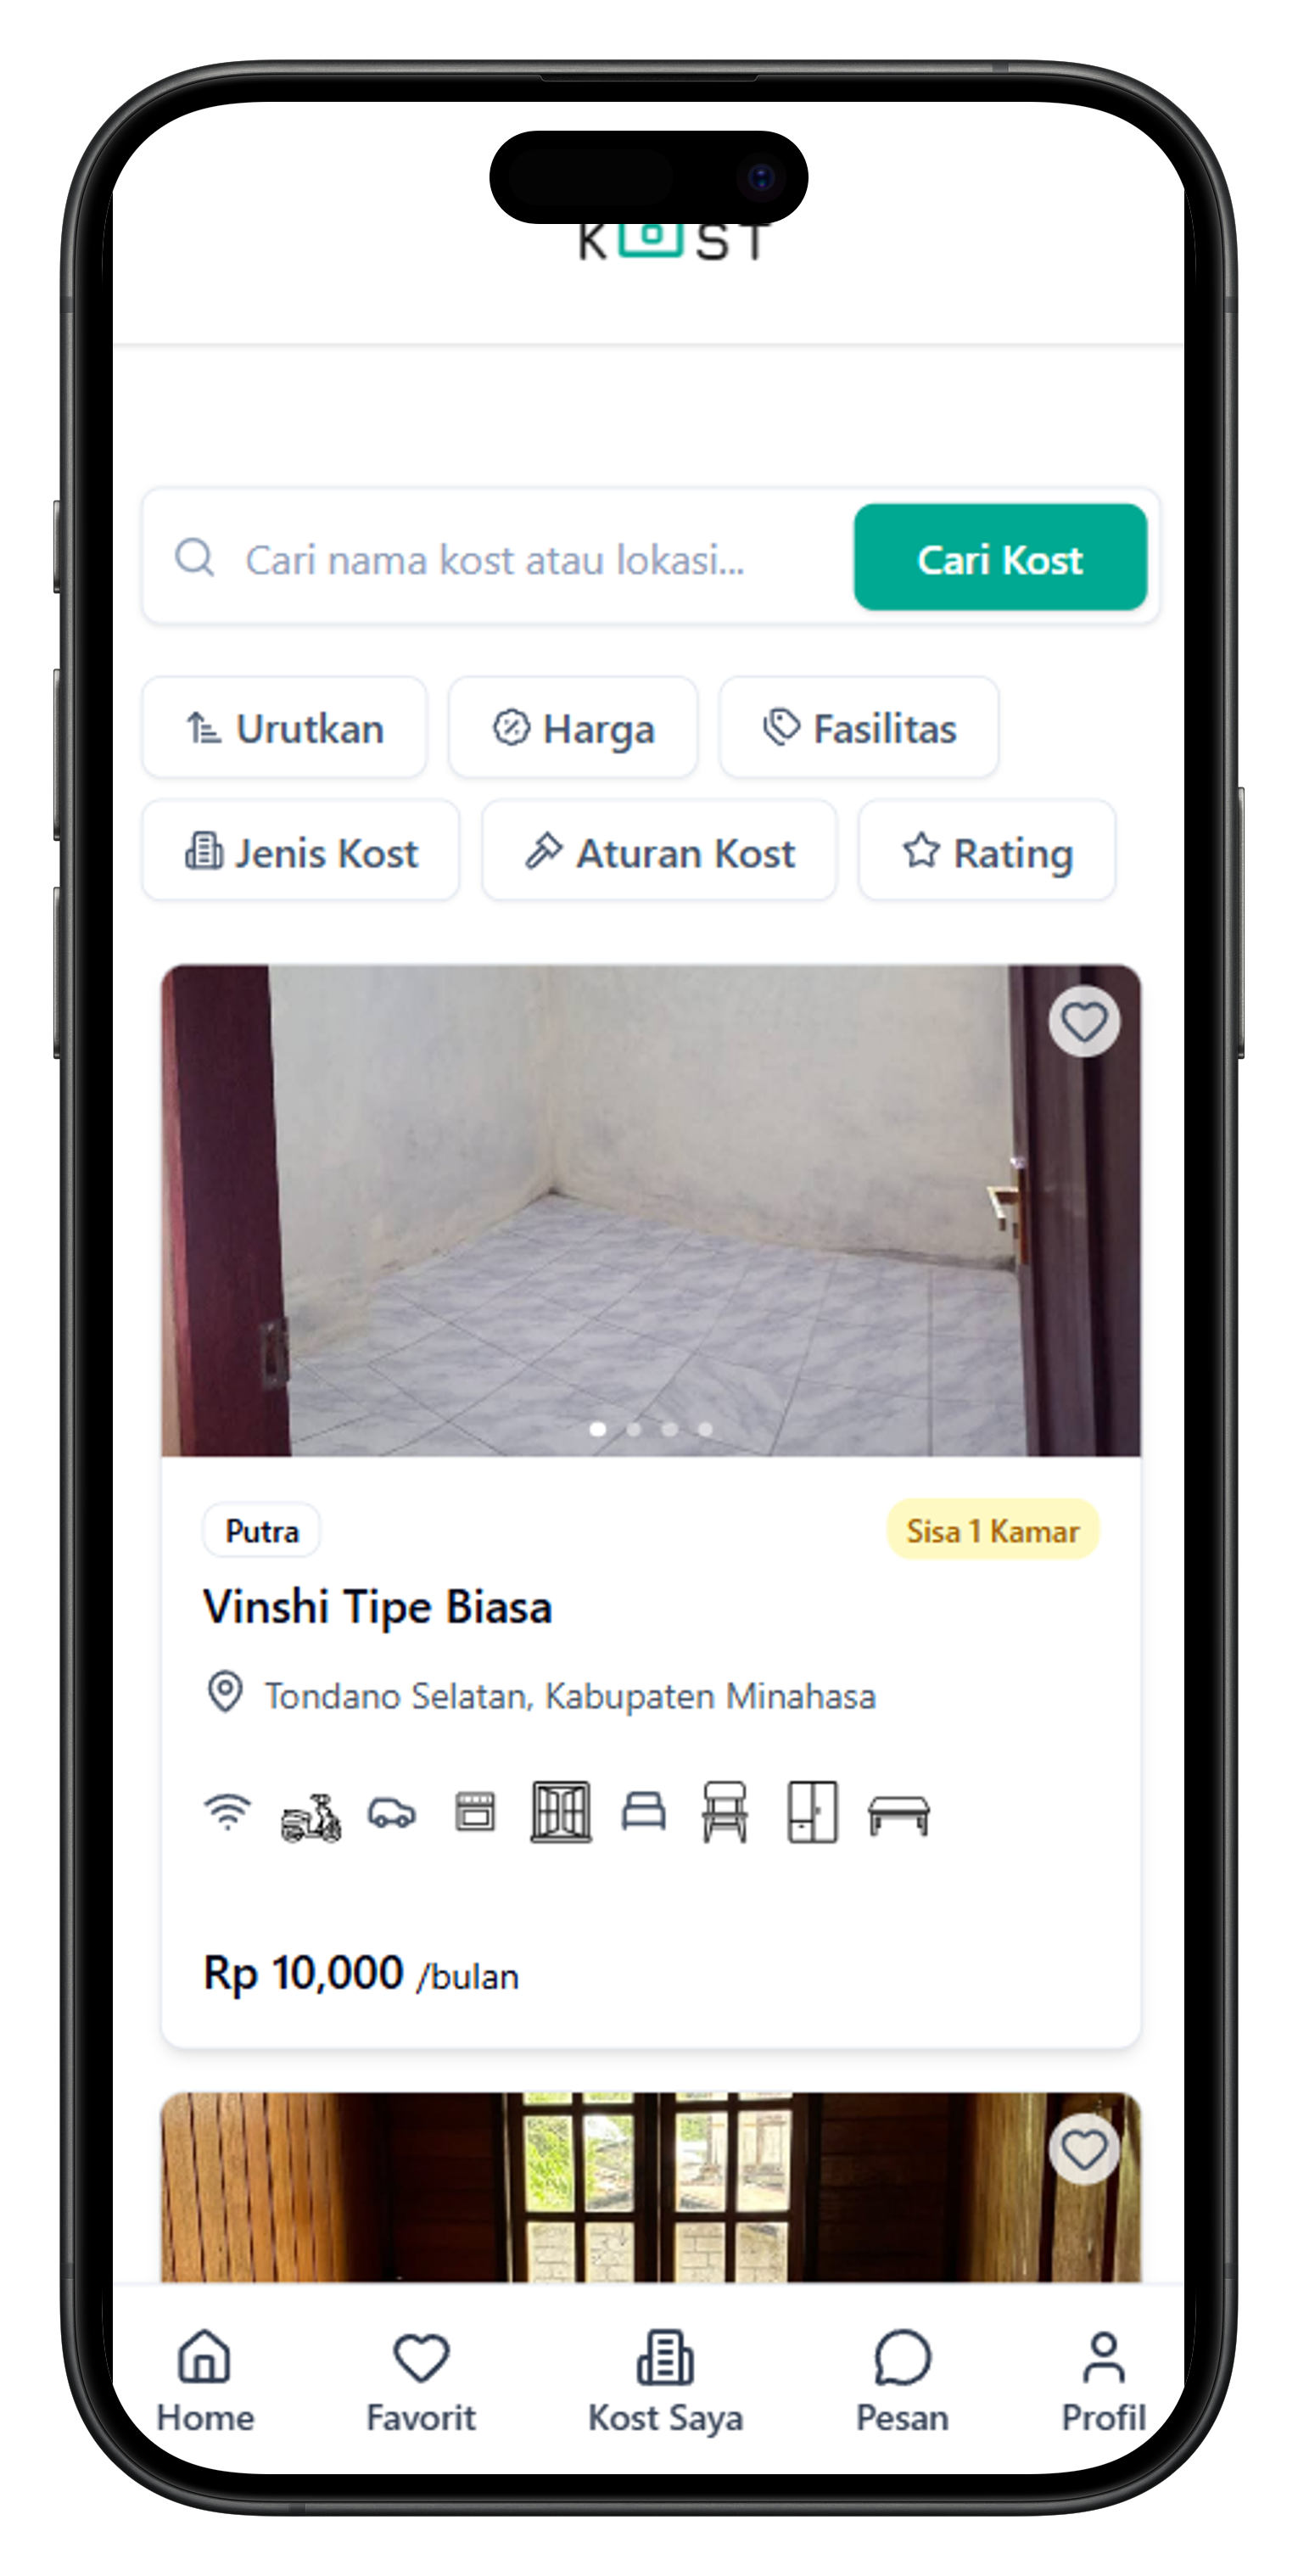 KOST
Cari nama kost atau lokasi... Cari Kost
Urutkan Harga Fasilitas
Jenis Kost Aturan Kost Rating
Putra Sisa 1 Kamar
Vinshi Tipe Biasa
Tondano Selatan, Kabupaten Minahasa
Rp 10,000 /bulan
Home Favorit Kost Saya Pesan Profil